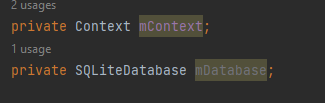 2 usages
private Context mContext;
1 usage
private SQLiteDatabase mDatabase;